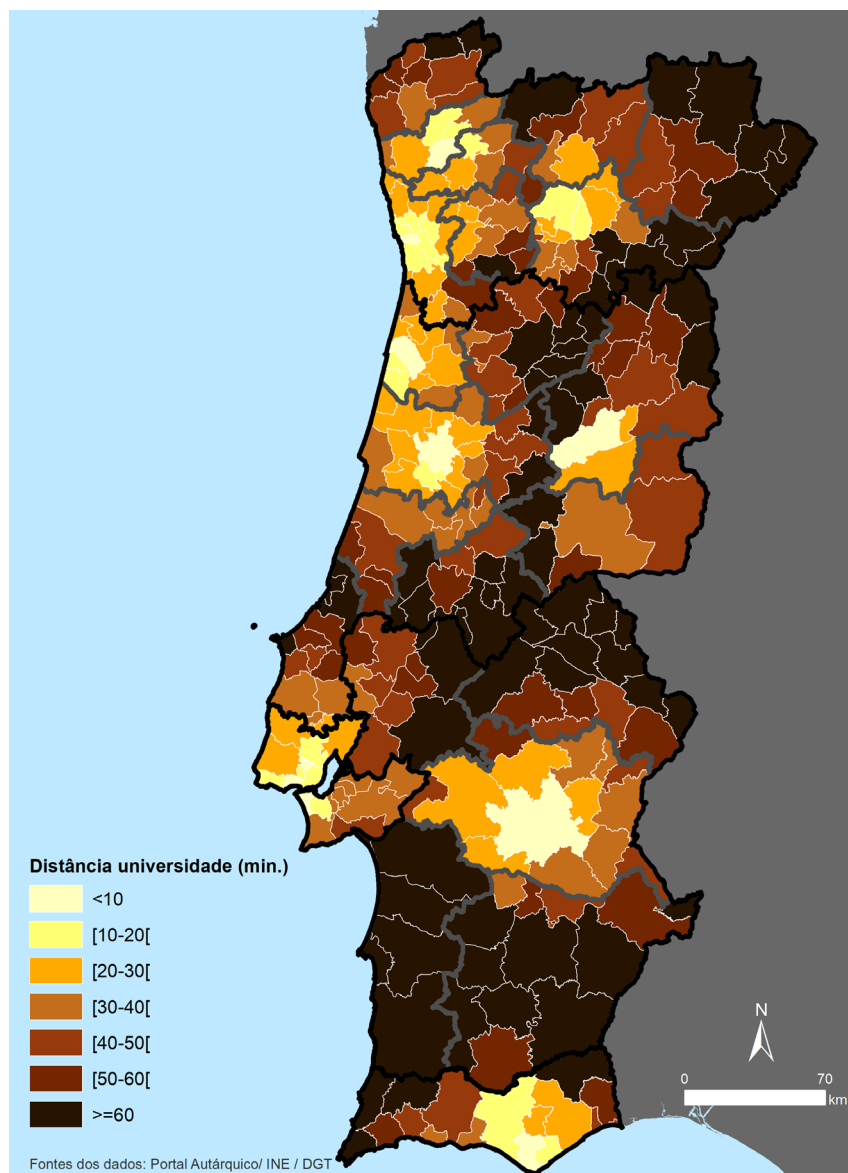 Distância universidade (min.)
<10
[10-20[
[20-30[
[30-40[
[40-50[
[50-60[
>=60
N
0 70
km
Fontes dos dados: Portal Autárquico/ INE / DGT